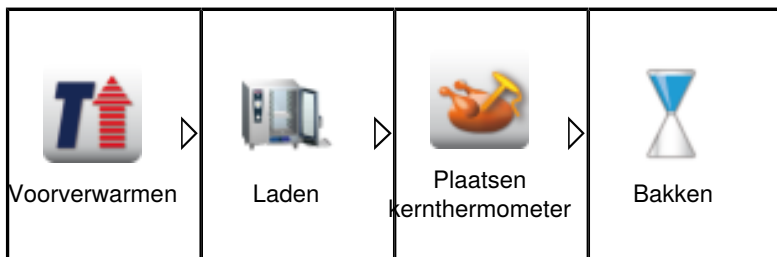 Voorverwarmen
Laden
Plaatsen
kernthermometer
Bakken